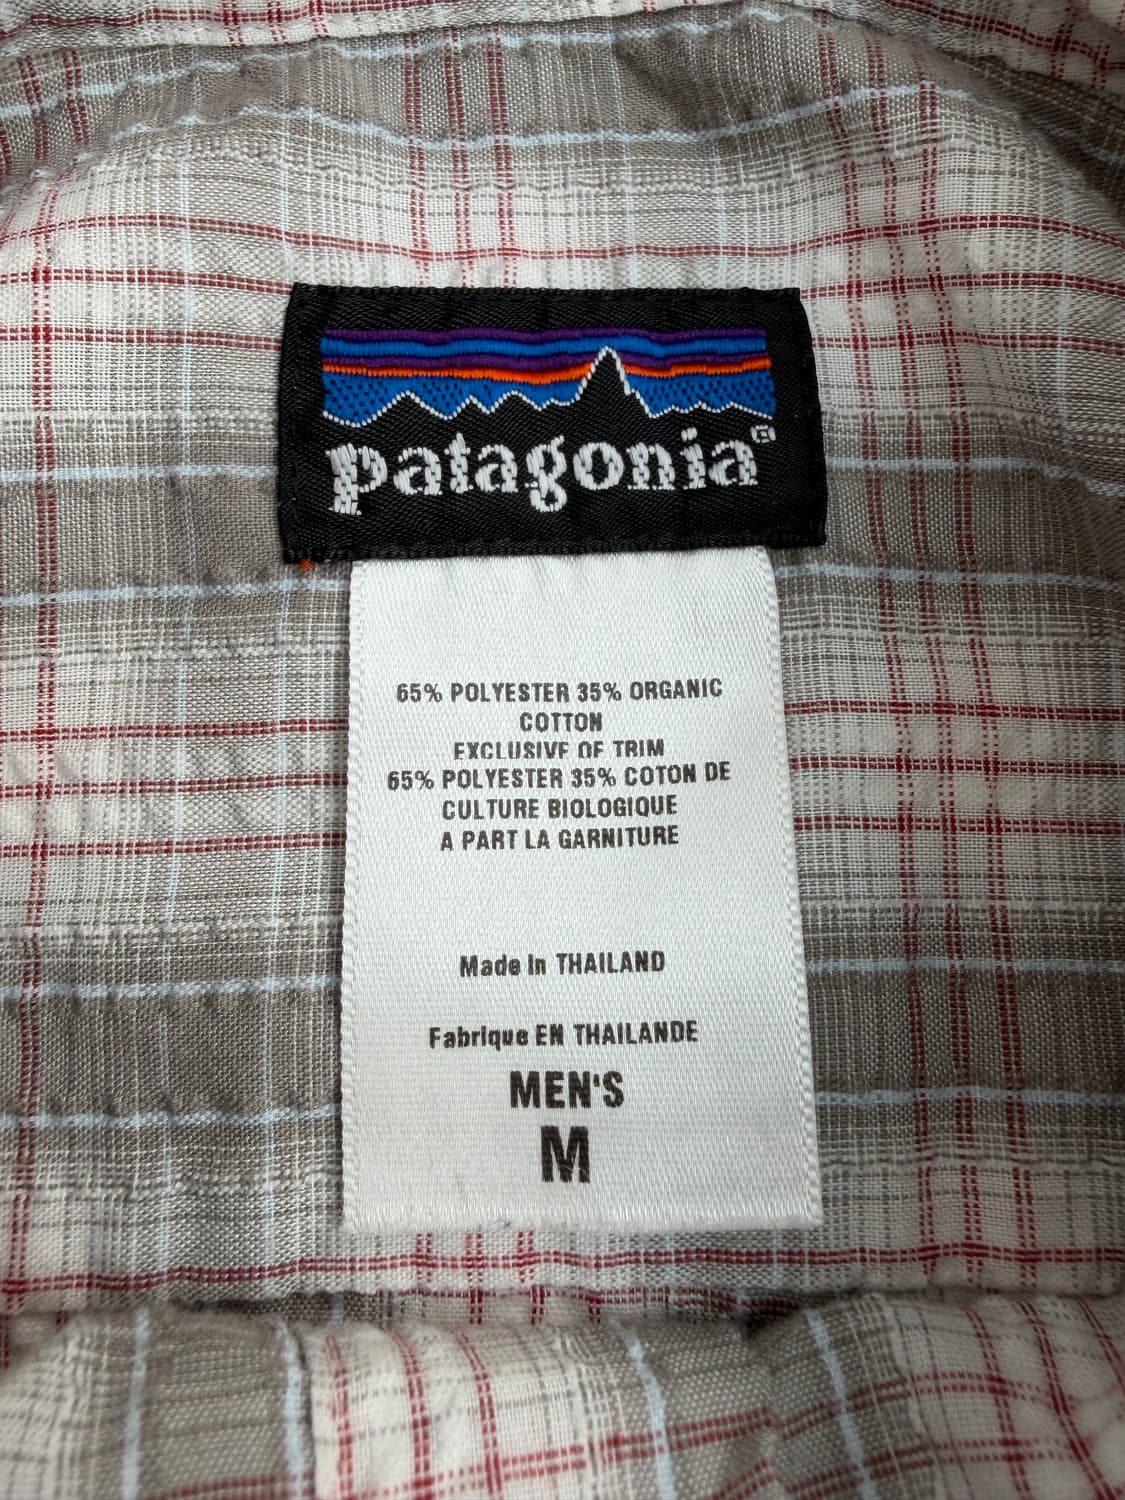 patagonia®
65% POLYESTER 35% ORGANIC
COTTON
EXCLUSIVE OF TRIM
65% POLYESTER 35% COTON DE
CULTURE BIOLOGIQUE
A PART LA GARNITURE
Made In THAILAND
Fabrique EN THAILANDE
MEN'S
M